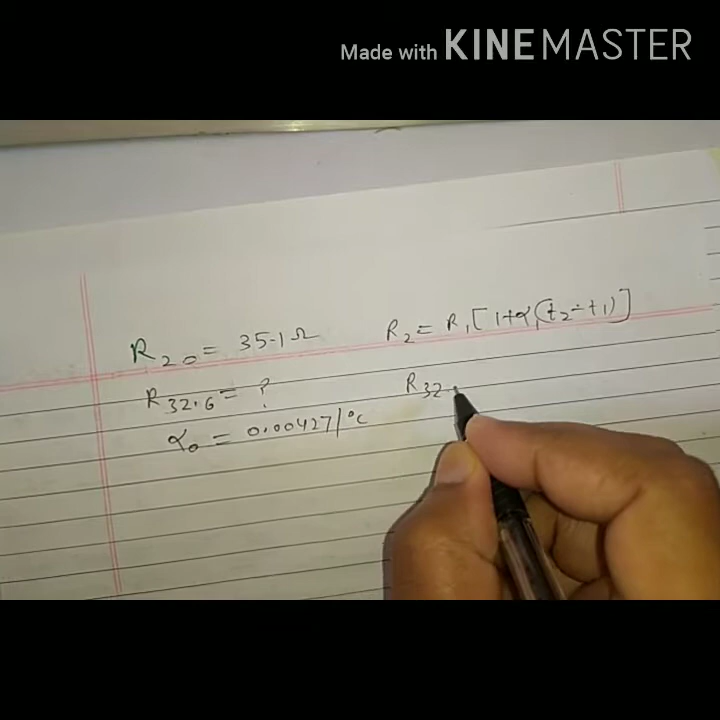 Made with KINEMASTER
R₂₀ = 35.1Ω
R₂ = R₁ [1+α₁(t₂-t₁)]
R₃₂.₆ = ?
R₃₂.
α₀ = 0.00427/°C